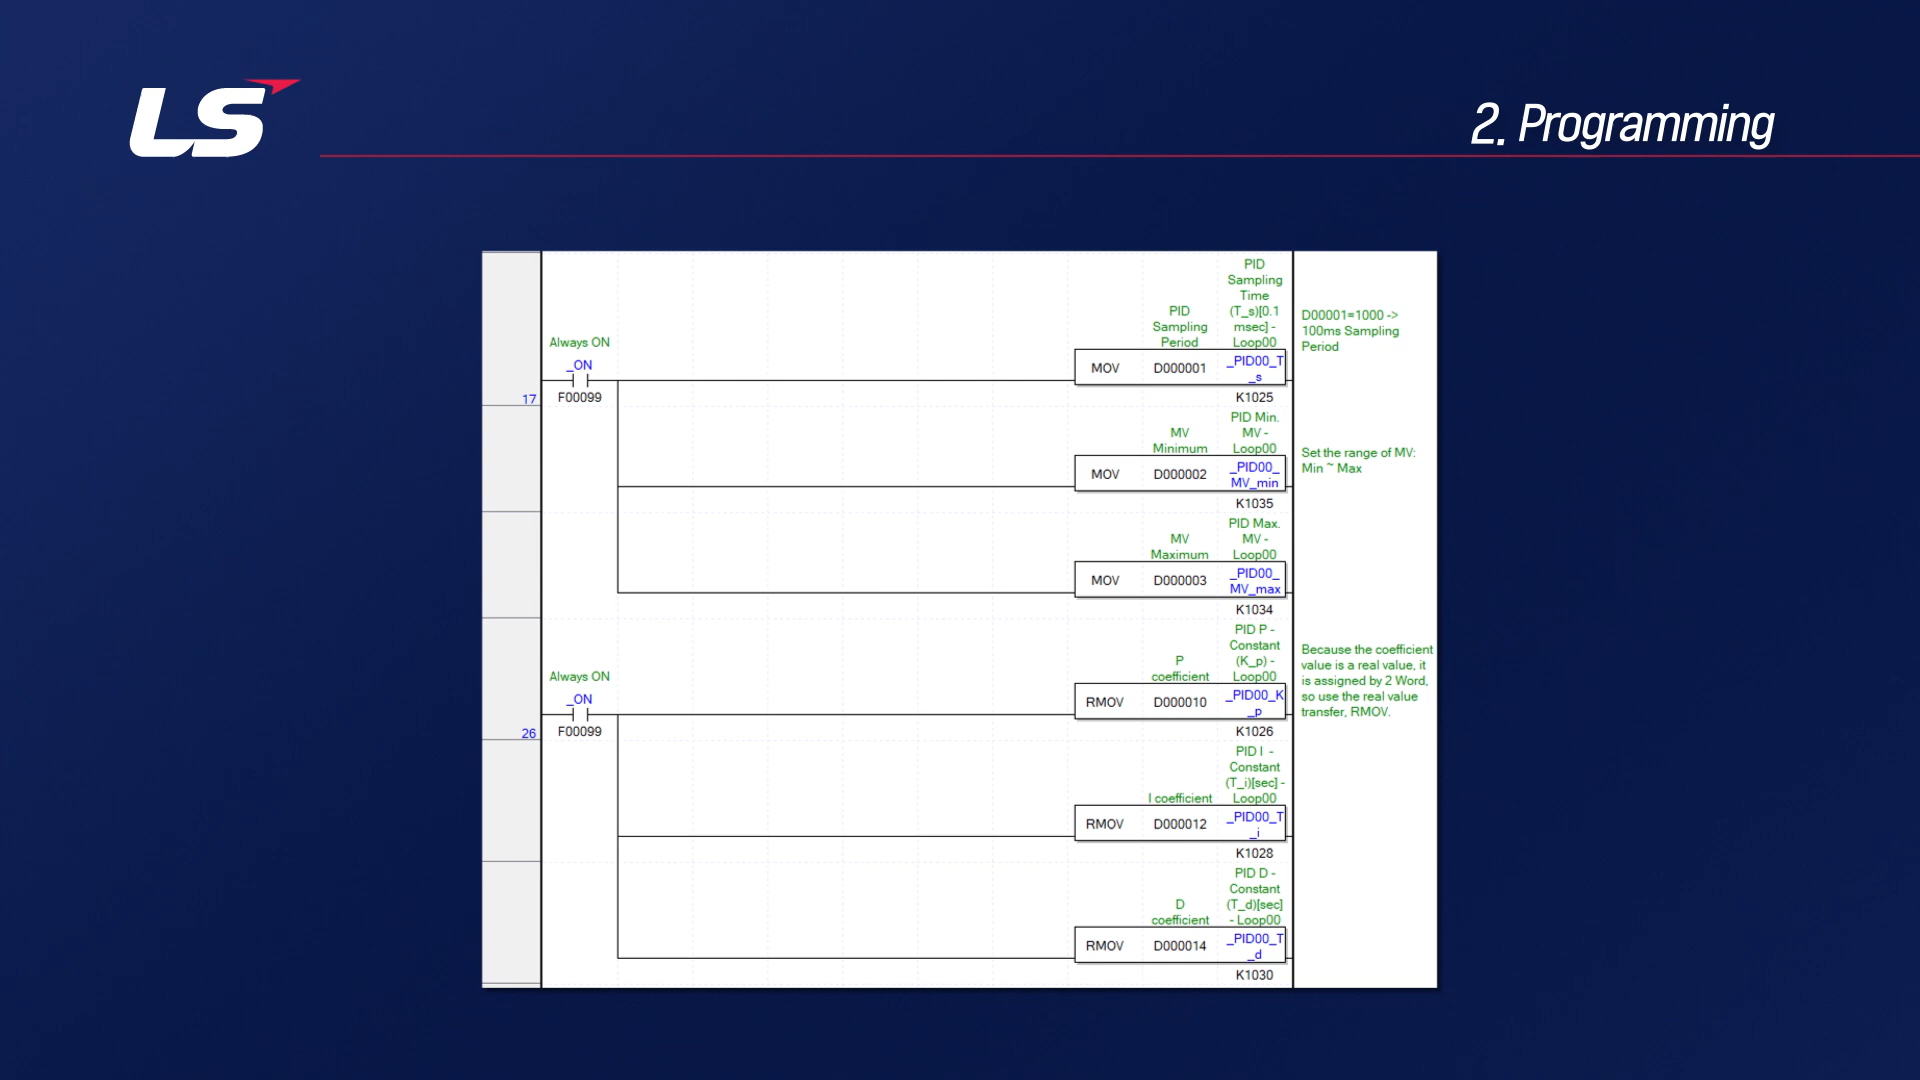 LS
2. Programming
PID
Sampling
Time
(T_s)[0.1
msec] -
Loop00
PID
Sampling
Period
D00001=1000 ->
100ms Sampling
Period
Always ON
_ON
MOV D000001 _PID00_T
_s
17 F00099 K1025
PID Min.
MV -
Loop00
MV
Minimum
Set the range of MV:
Min ~ Max
MOV D000002 _PID00_
MV_min
K1035
PID Max.
MV -
Loop00
MV
Maximum
MOV D000003 _PID00_
MV_max
K1034
PID P -
Constant
(K_p) -
Loop00
P
coefficient
Because the coefficient
value is a real value, it
is assigned by 2 Word,
so use the real value
transfer, RMOV.
Always ON
_ON
RMOV D000010 _PID00_K
_p
26 F00099 K1026
PID I -
Constant
(T_i)[sec] -
Loop00
I coefficient
RMOV D000012 _PID00_T
_i
K1028
PID D -
Constant
(T_d)[sec]
- Loop00
D
coefficient
RMOV D000014 _PID00_T
_d
K1030